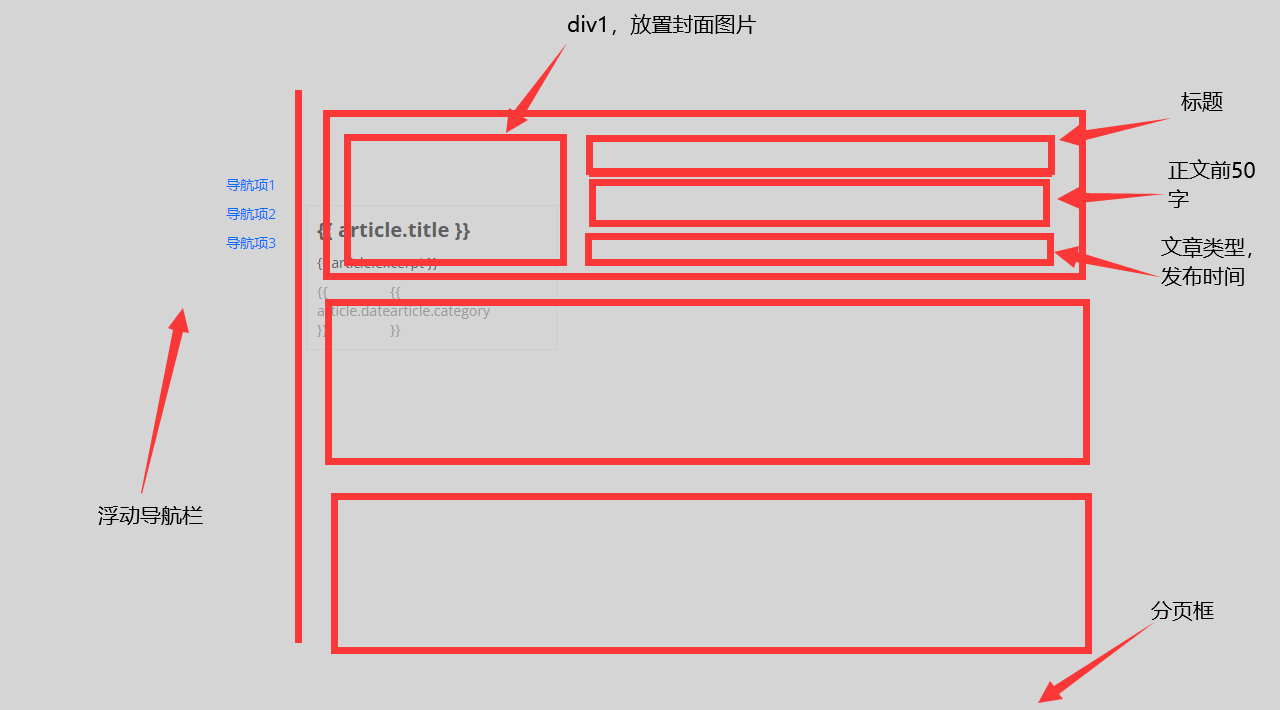 div1，放置封面图片
标题
正文前50
字
文章类型，
发布时间
导航项1
导航项2
导航项3
{{ article.title }}
{{ article.excerpt }}
{{ {{
article.datearticle.category
}} }}
浮动导航栏
分页框